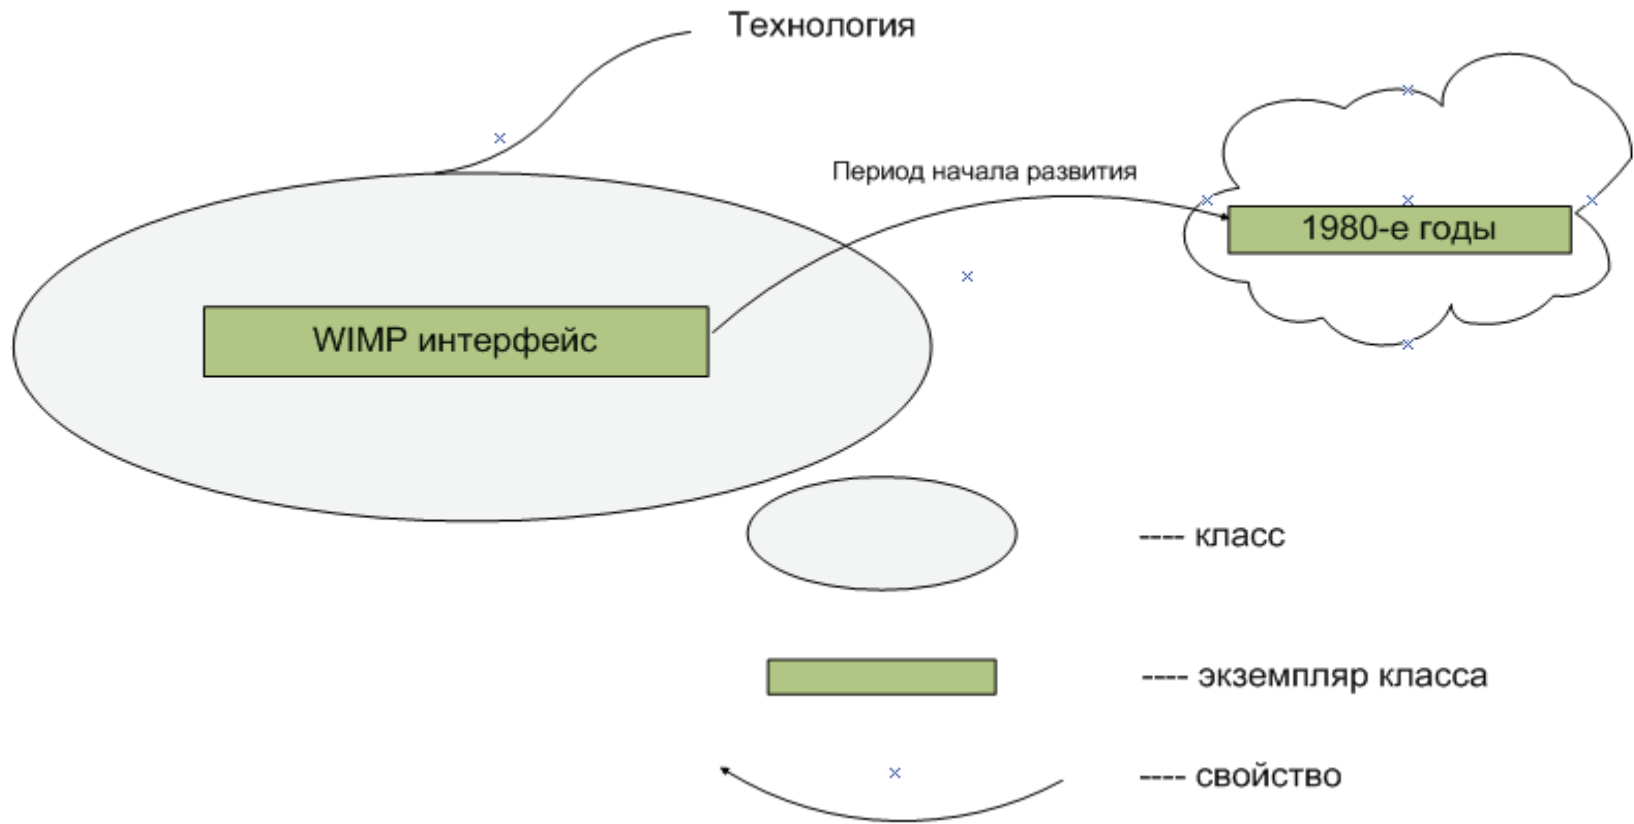 Технология
Период начала развития
1980-е годы
WIMP интерфейс
---- класс
---- экземпляр класса
---- свойство